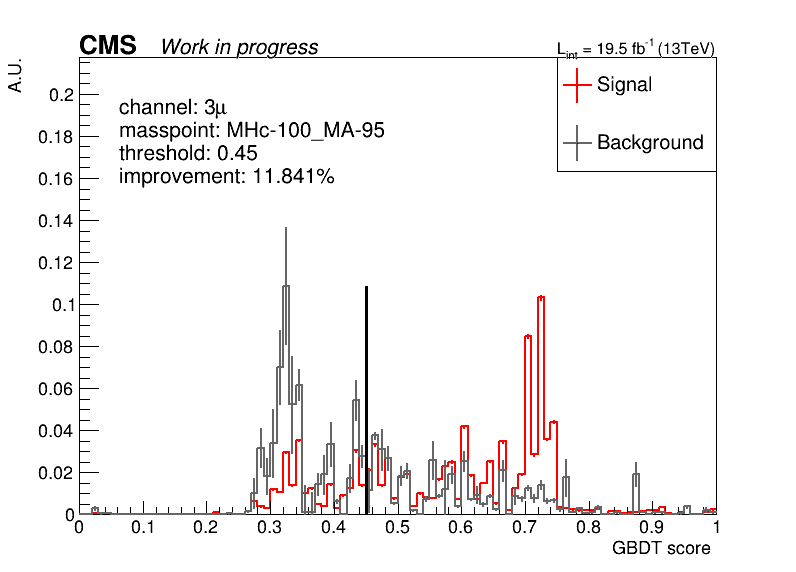 CMS Work in progress
L_int = 19.5 fb^-1 (13TeV)
A.U.
Signal
Background
channel: 3μ
masspoint: MHc-100_MA-95
threshold: 0.45
improvement: 11.841%
0.2
0.18
0.16
0.14
0.12
0.1
0.08
0.06
0.04
0.02
0
0 0.1 0.2 0.3 0.4 0.5 0.6 0.7 0.8 0.9 1
GBDT score